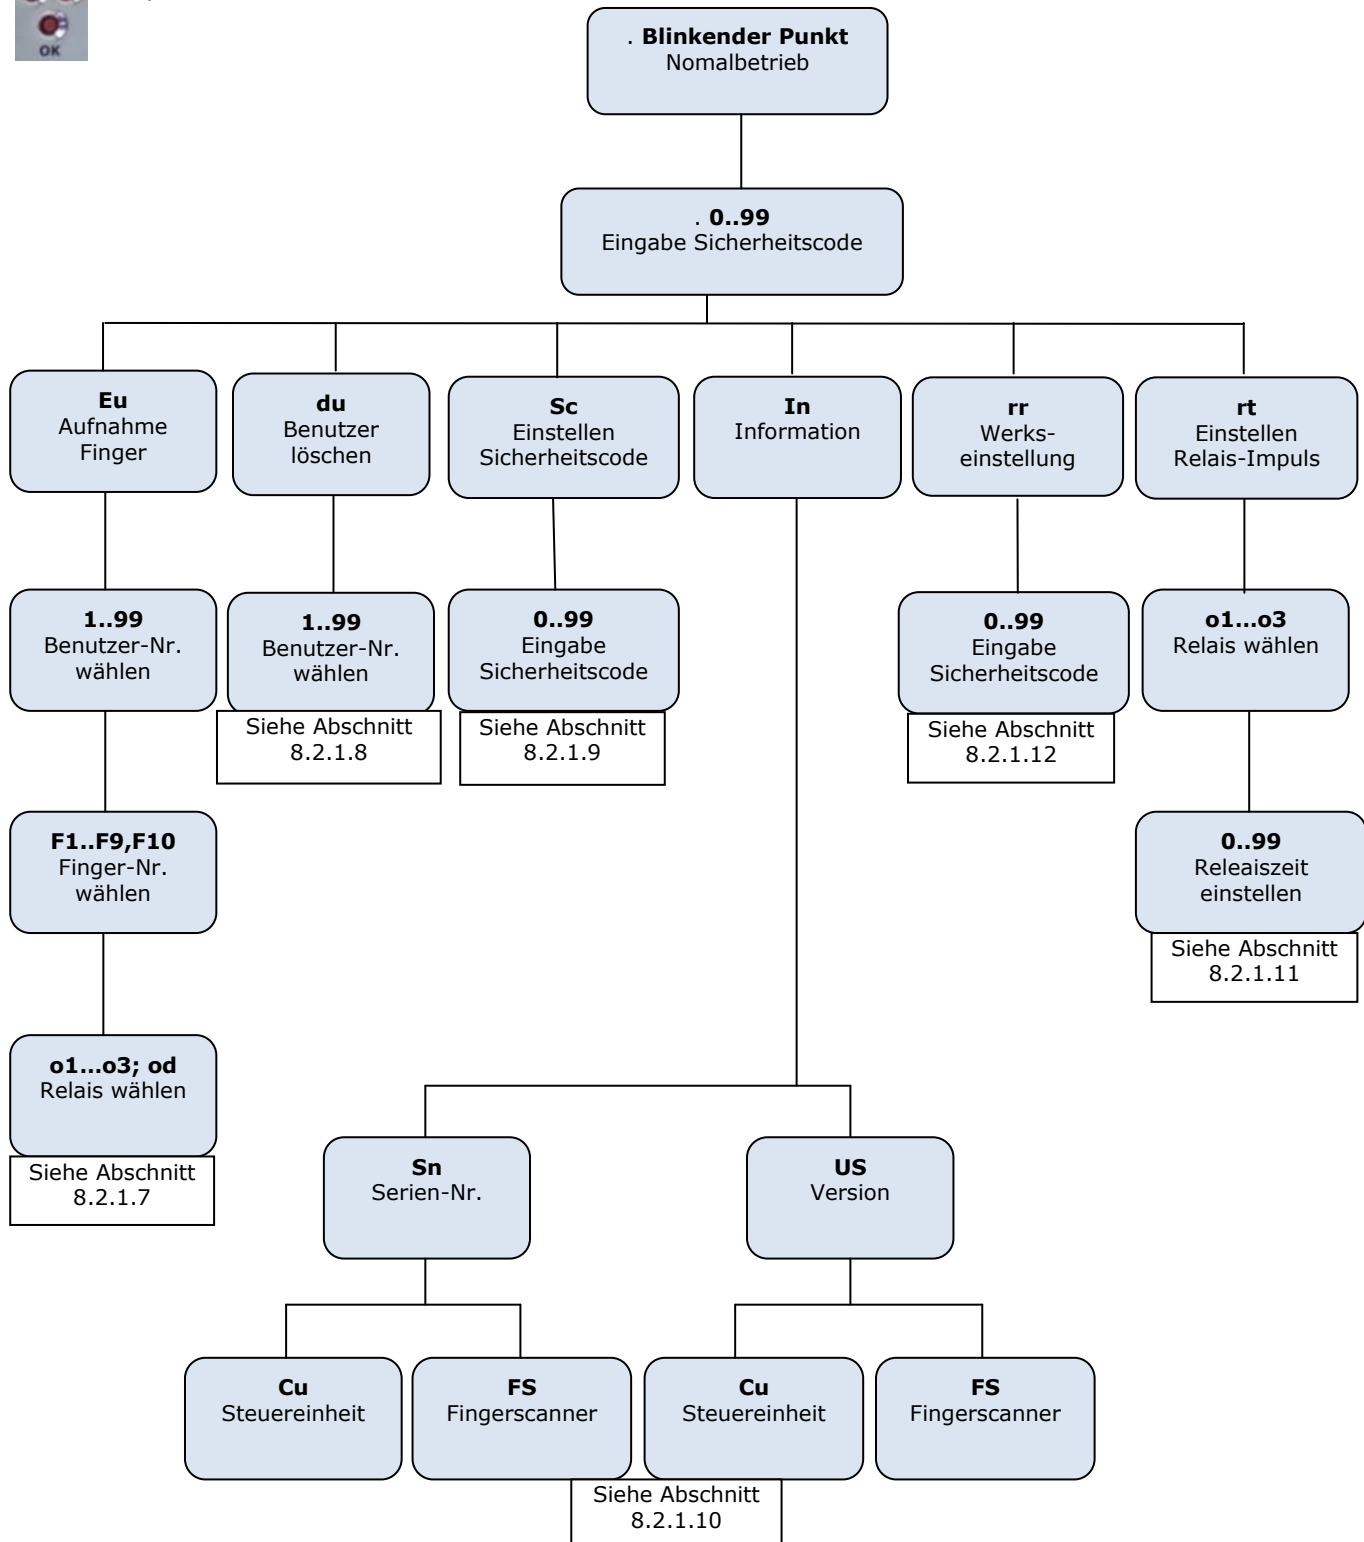 OK
. Blinkender Punkt
Nomalbetrieb
. 0..99
Eingabe Sicherheitscode
Eu
Aufnahme
Finger
du
Benutzer
löschen
Sc
Einstellen
Sicherheitscode
In
Information
rr
Werks-
einstellung
rt
Einstellen
Relais-Impuls
1..99
Benutzer-Nr.
wählen
1..99
Benutzer-Nr.
wählen
Siehe Abschnitt
8.2.1.8
0..99
Eingabe
Sicherheitscode
Siehe Abschnitt
8.2.1.9
0..99
Eingabe
Sicherheitscode
Siehe Abschnitt
8.2.1.12
o1...o3
Relais wählen
F1..F9,F10
Finger-Nr.
wählen
0..99
Releaiszeit
einstellen
Siehe Abschnitt
8.2.1.11
o1...o3; od
Relais wählen
Siehe Abschnitt
8.2.1.7
Sn
Serien-Nr.
US
Version
Cu
Steuereinheit
FS
Fingerscanner
Cu
Steuereinheit
FS
Fingerscanner
Siehe Abschnitt
8.2.1.10